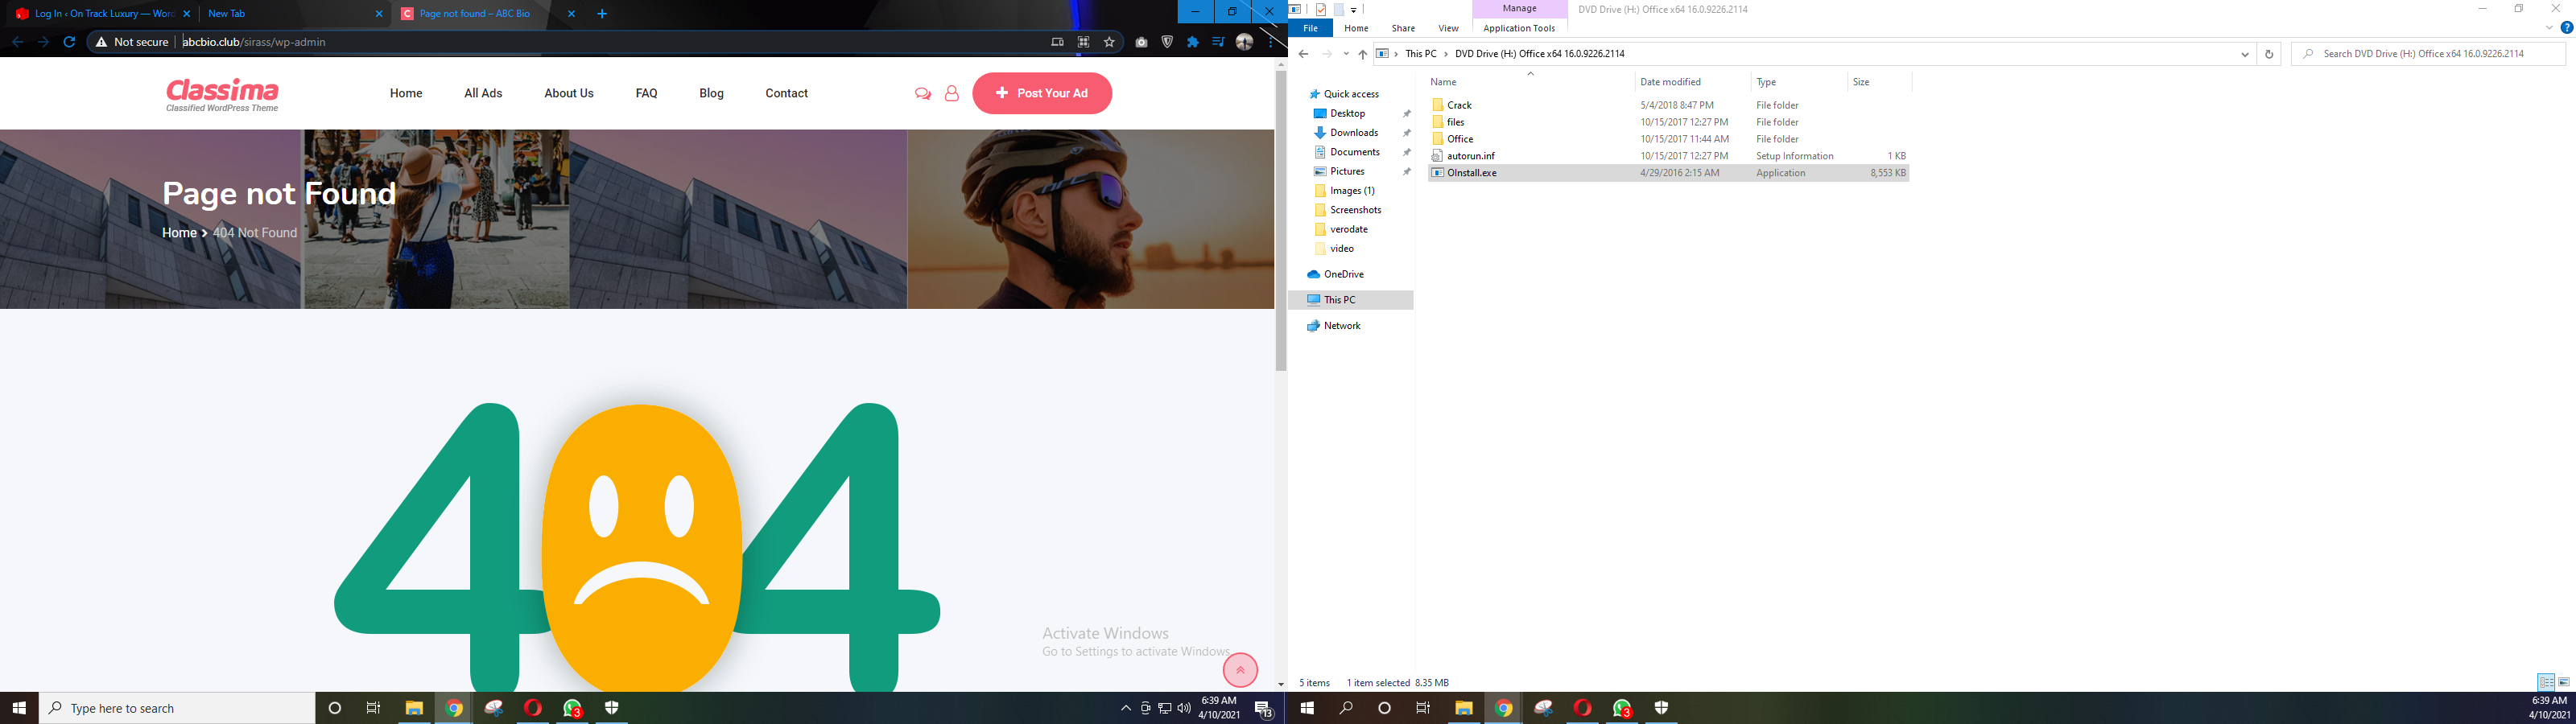 Log In ‹ On Track Luxury — Word
New Tab
Page not found – ABC Bio
Not secure
abcbio.club/sirass/wp-admin
Classima
Classified WordPress Theme
Home
All Ads
About Us
FAQ
Blog
Contact
Post Your Ad
Page not Found
Home
404 Not Found
404
Activate Windows
Go to Settings to activate Windows.
Type here to search
3
6:39 AM
4/10/2021
13
Manage
DVD Drive (H:) Office x64 16.0.9226.2114
File
Home
Share
View
Application Tools
This PC
DVD Drive (H:) Office x64 16.0.9226.2114
Search DVD Drive (H:) Office x64 16.0.9226.2114
Quick access
Desktop
Downloads
Documents
Pictures
Images (1)
Screenshots
verodate
video
OneDrive
This PC
Network
Name Date modified Type Size
Crack 5/4/2018 8:47 PM File folder
files 10/15/2017 12:27 PM File folder
Office 10/15/2017 11:44 AM File folder
autorun.inf 10/15/2017 12:27 PM Setup Information 1 KB
OInstall.exe 4/29/2016 2:15 AM Application 8,553 KB
5 items 1 item selected 8.35 MB
3
6:39 AM
4/10/2021